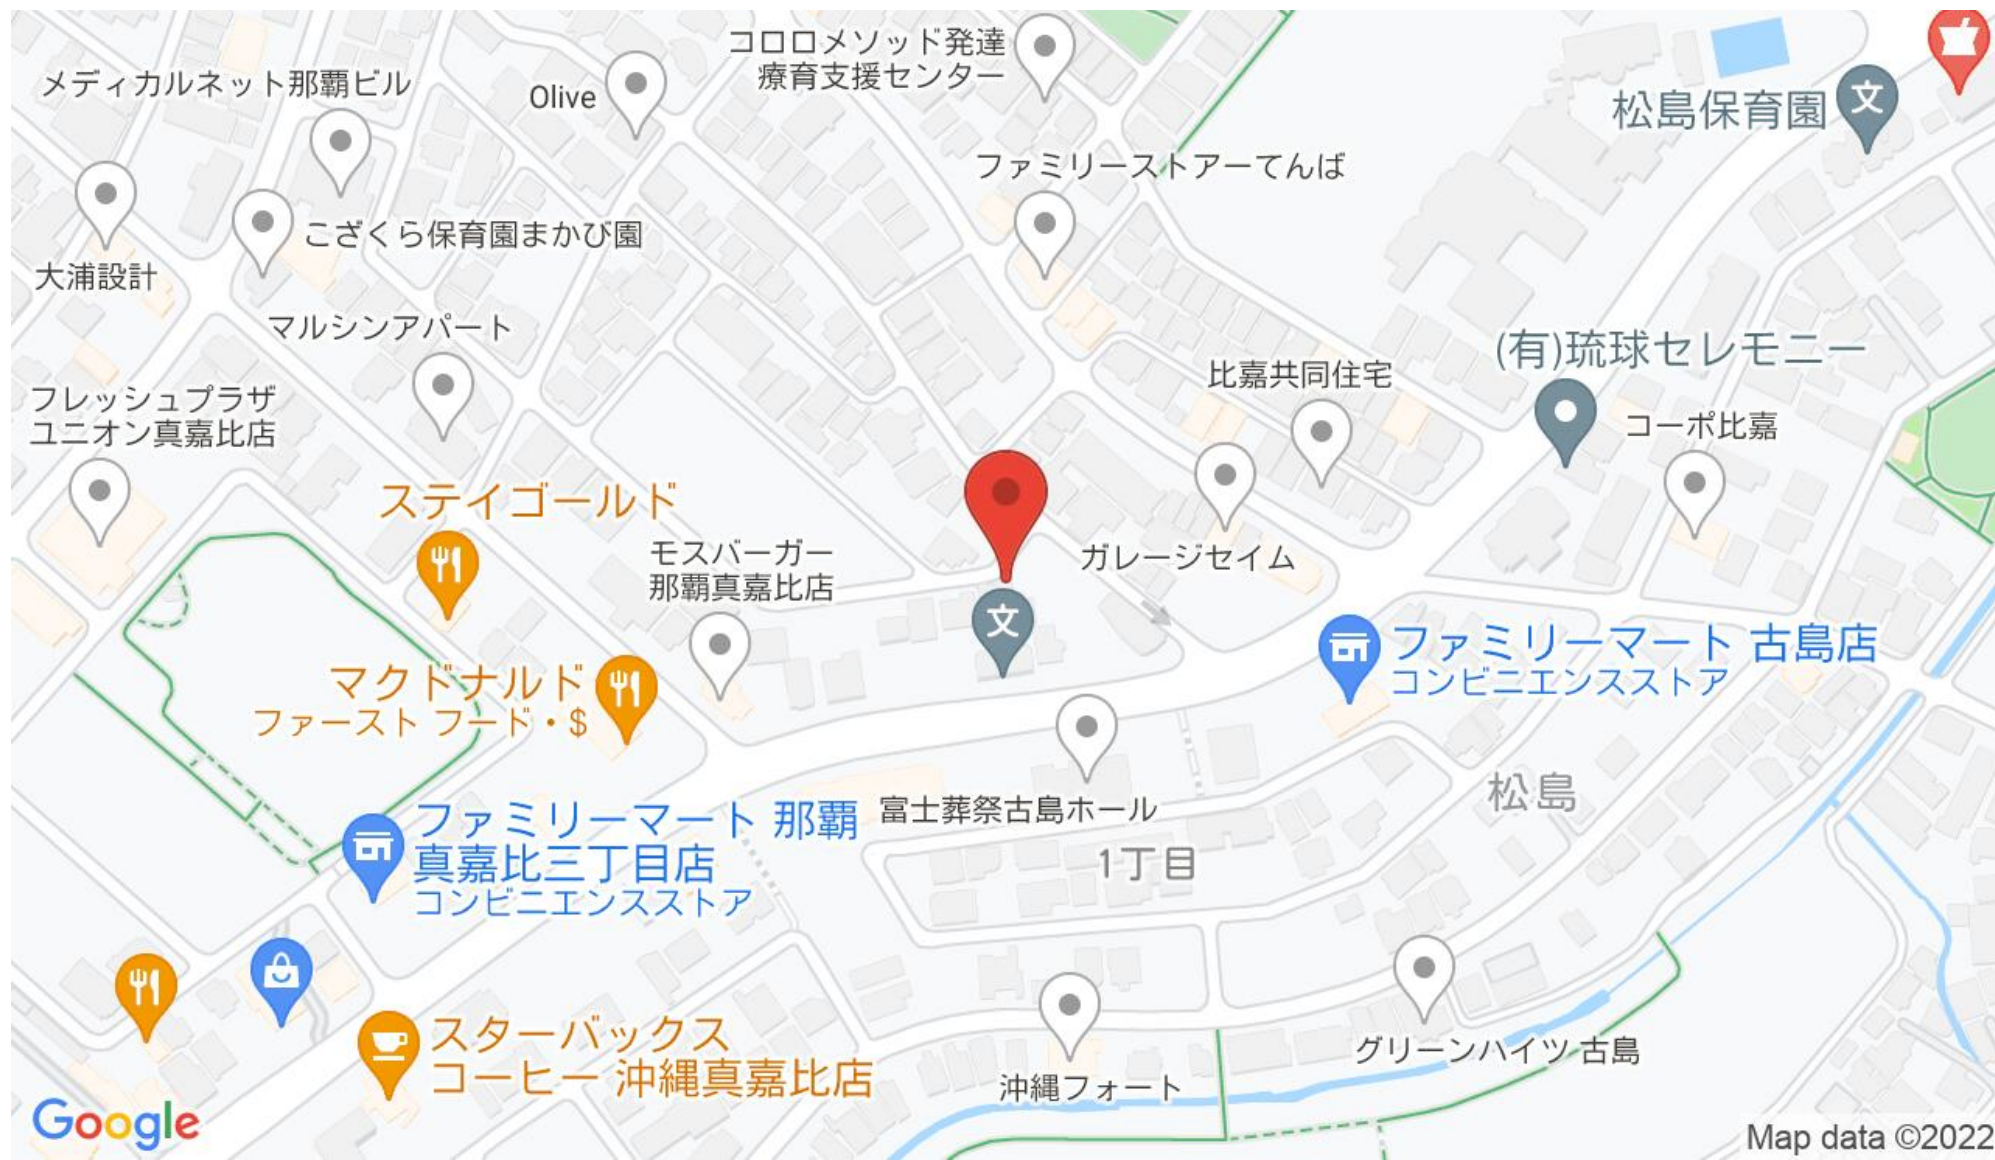 コロロメソッド発達
療育支援センター
メディカルネット那覇ビル
Olive
松島保育園
文
ファミリーストアーてんば
こざくら保育園まかび園
大浦設計
マルシンアパート
(有)琉球セレモニー
比嘉共同住宅
フレッシュプラザ
ユニオン真嘉比店
コーポ比嘉
ステイゴールド
モスバーガー
那覇真嘉比店
ガレージセイム
文
ファミリーマート 古島店
コンビニエンスストア
マクドナルド
ファースト フード・$
松島
富士葬祭古島ホール
ファミリーマート 那覇
真嘉比三丁目店
コンビニエンスストア
1丁目
スターバックス
コーヒー 沖縄真嘉比店
グリーンハイツ 古島
沖縄フォート
Google
Map data ©2022